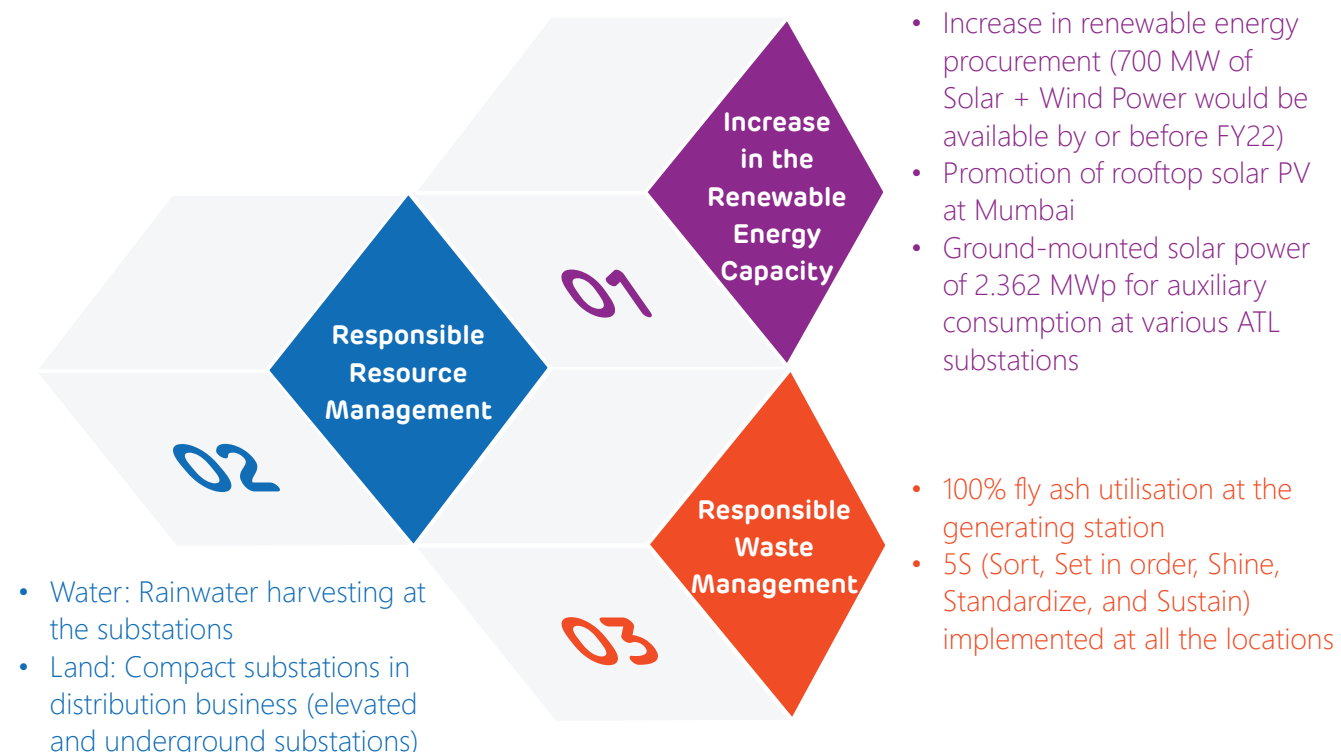 Increase
in the
Renewable
Energy
Capacity
01
• Increase in renewable energy
procurement (700 MW of
Solar + Wind Power would be
available by or before FY22)
• Promotion of rooftop solar PV
at Mumbai
• Ground-mounted solar power
of 2.362 MWp for auxiliary
consumption at various ATL
substations
Responsible
Resource
Management
02
• Water: Rainwater harvesting at
the substations
• Land: Compact substations in
distribution business (elevated
and underground substations)
Responsible
Waste
Management
03
• 100% fly ash utilisation at the
generating station
• 5S (Sort, Set in order, Shine,
Standardize, and Sustain)
implemented at all the locations